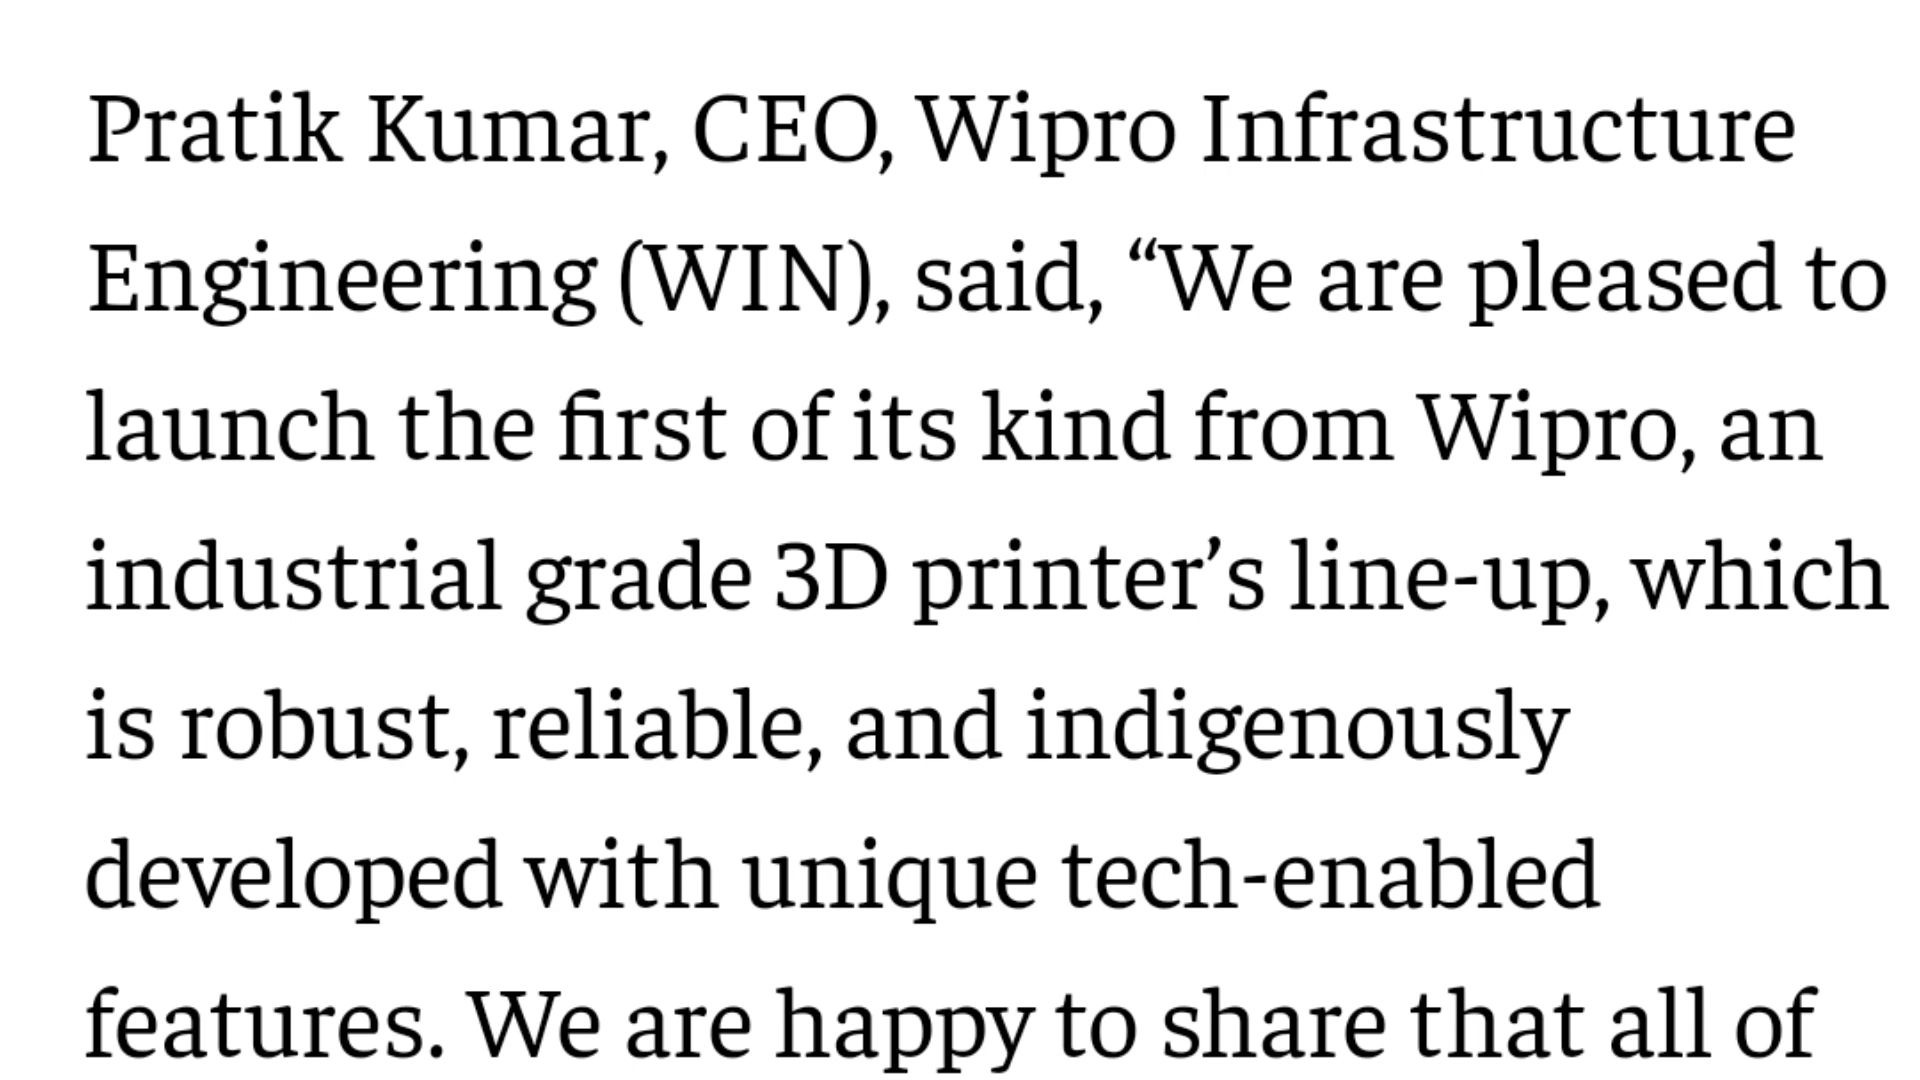 Pratik Kumar, CEO, Wipro Infrastructure
Engineering (WIN), said, “We are pleased to
launch the first of its kind from Wipro, an
industrial grade 3D printer’s line-up, which
is robust, reliable, and indigenously
developed with unique tech-enabled
features. We are happy to share that all of